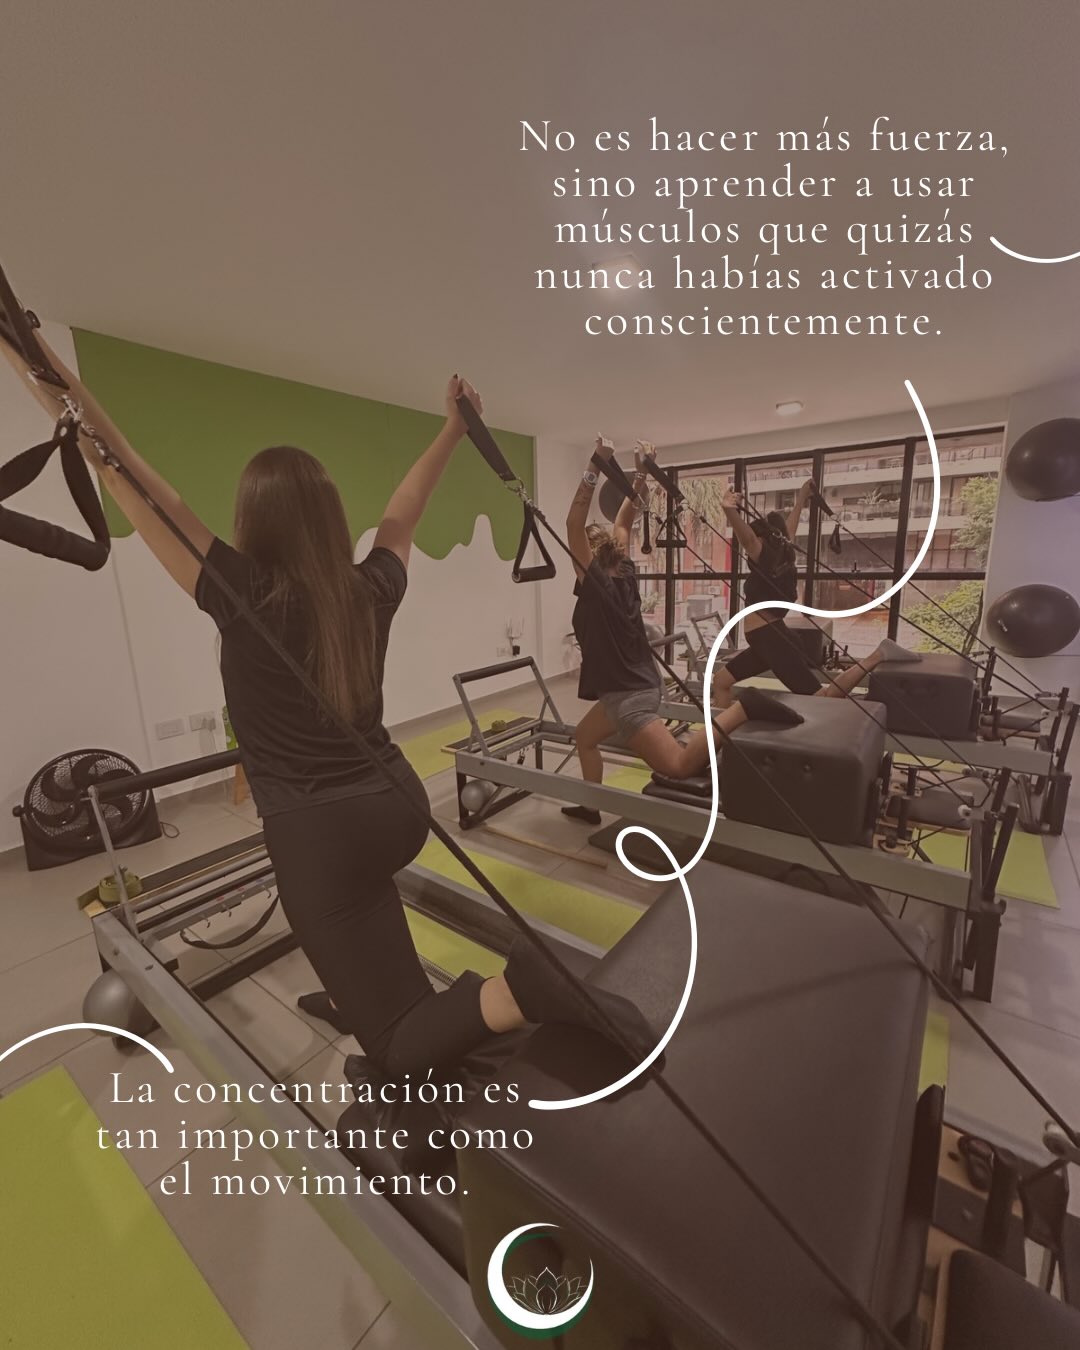 No es hacer más fuerza,
sino aprender a usar
músculos que quizás
nunca habías activado
conscientemente.
La concentración es
tan importante como
el movimiento.